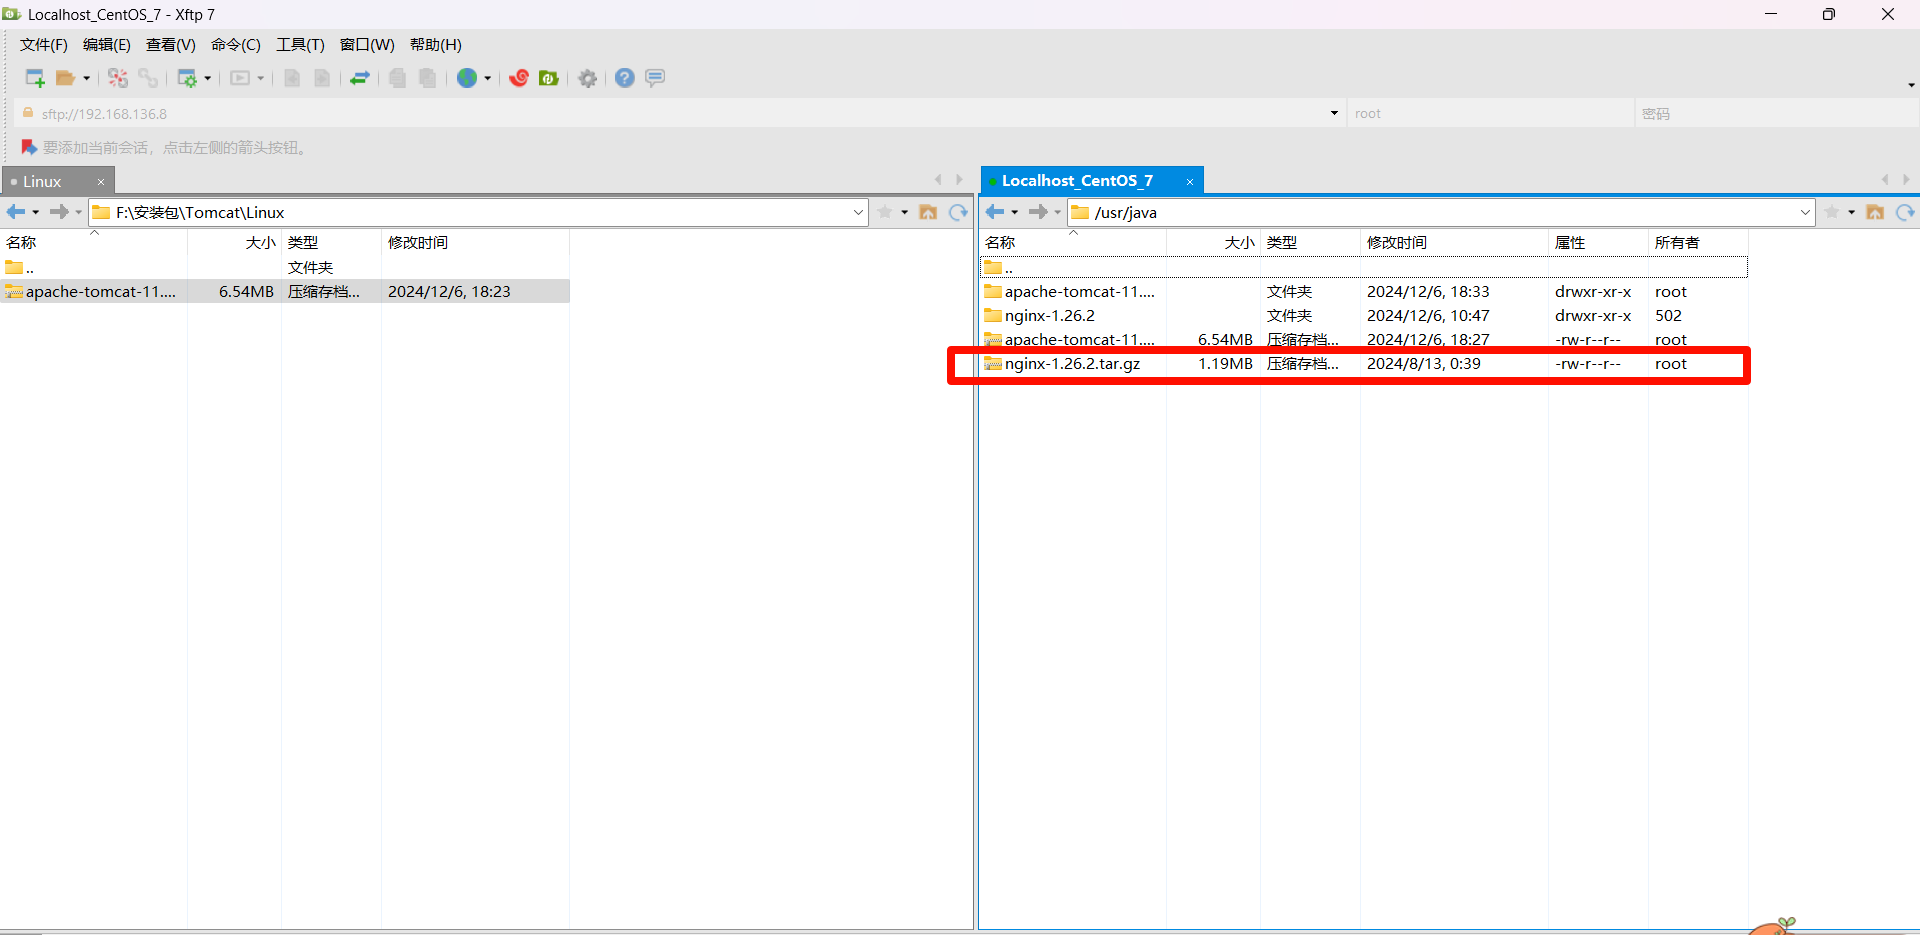 Localhost_CentOS_7 - Xftp 7
文件(F) 编辑(E) 查看(V) 命令(C) 工具(T) 窗口(W) 帮助(H)
sftp://192.168.136.8 root 密码
要添加当前会话，点击左侧的箭头按钮。
Linux
F:\安装包\Tomcat\Linux
名称 大小 类型 修改时间
.. 文件夹
apache-tomcat-11.... 6.54MB 压缩存档... 2024/12/6, 18:23
Localhost_CentOS_7
/usr/java
名称 大小 类型 修改时间 属性 所有者
..
apache-tomcat-11.... 文件夹 2024/12/6, 18:33 drwxr-xr-x root
nginx-1.26.2 文件夹 2024/12/6, 10:47 drwxr-xr-x 502
apache-tomcat-11.... 6.54MB 压缩存档... 2024/12/6, 18:27 -rw-r--r-- root
nginx-1.26.2.tar.gz 1.19MB 压缩存档... 2024/8/13, 0:39 -rw-r--r-- root